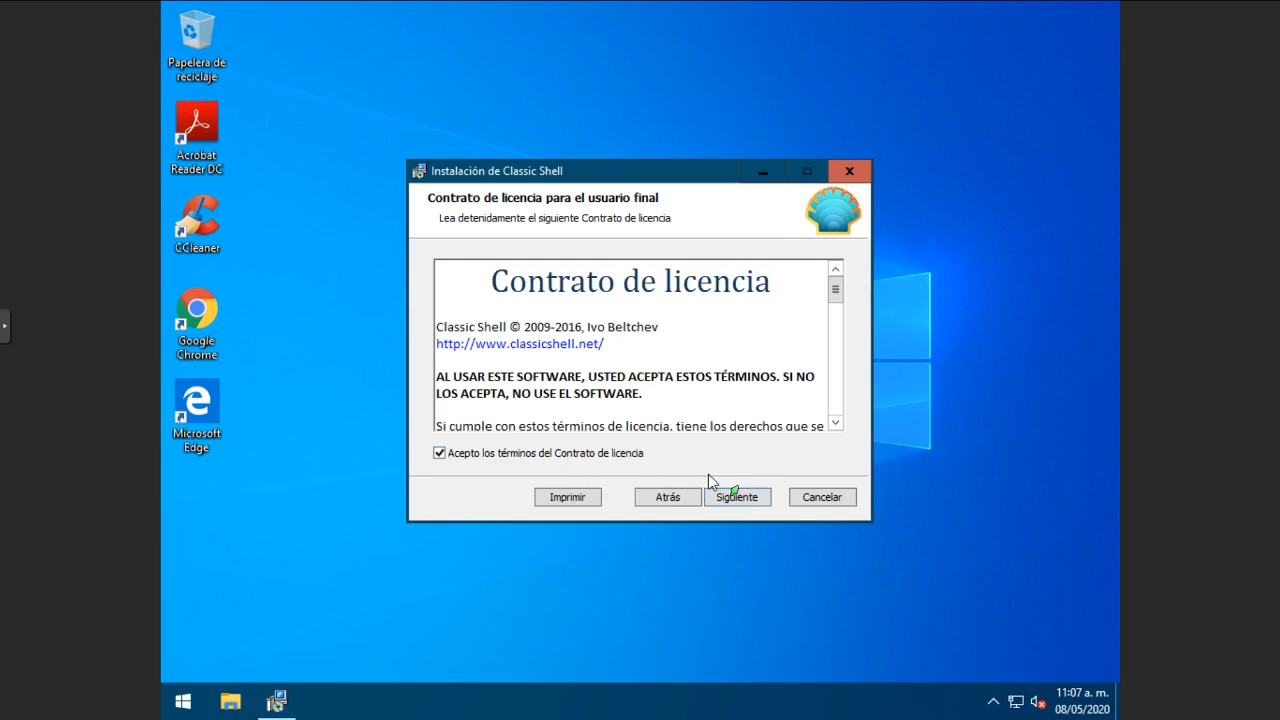 Papelera de
reciclaje
Acrobat
Reader DC
CCleaner
Google
Chrome
Microsoft
Edge
Instalación de Classic Shell
Contrato de licencia para el usuario final
Lea detenidamente el siguiente Contrato de licencia
Contrato de licencia
Classic Shell © 2009-2016, Ivo Beltchev
http://www.classicshell.net/
AL USAR ESTE SOFTWARE, USTED ACEPTA ESTOS TÉRMINOS. SI NO
LOS ACEPTA, NO USE EL SOFTWARE.
Si cumple con estos términos de licencia, tiene los derechos que se
Acepto los términos del Contrato de licencia
Imprimir
Atrás
Siguiente
Cancelar
11:07 a. m.
08/05/2020